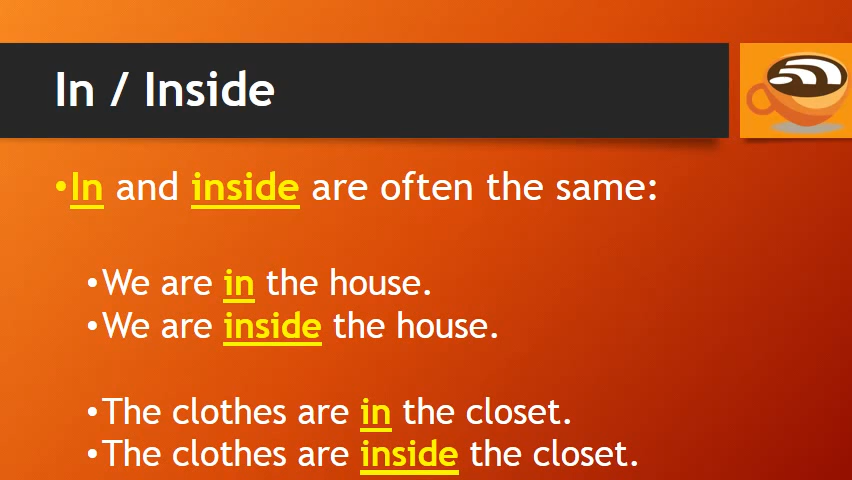 In / Inside
•In and inside are often the same:
•We are in the house.
•We are inside the house.
•The clothes are in the closet.
•The clothes are inside the closet.